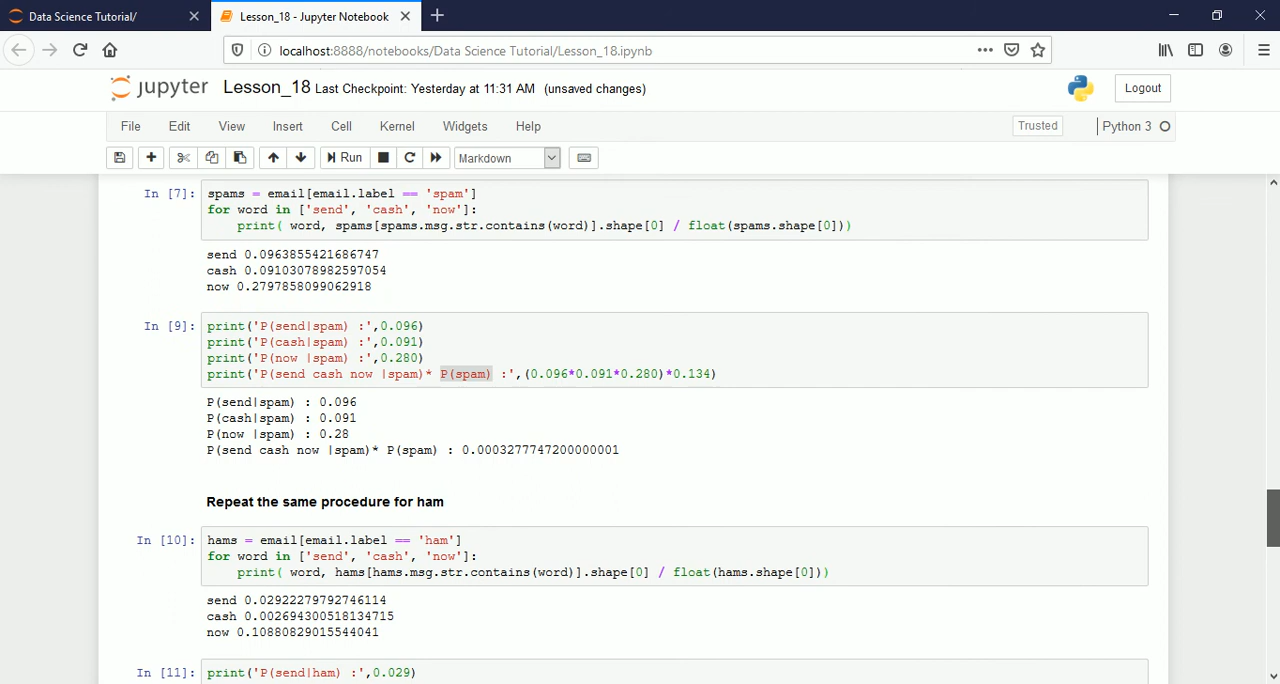 Data Science Tutorial/
Lesson_18 - Jupyter Notebook
localhost:8888/notebooks/Data Science Tutorial/Lesson_18.ipynb
jupyter Lesson_18 Last Checkpoint: Yesterday at 11:31 AM (unsaved changes)
Logout
File Edit View Insert Cell Kernel Widgets Help
Trusted
Python 3
Run
Markdown
In [7]: spams = email[email.label == 'spam']
for word in ['send', 'cash', 'now']:
print( word, spams[spams.msg.str.contains(word)].shape[0] / float(spams.shape[0]))
send 0.0963855421686747
cash 0.09103078982597054
now 0.2797858099062918
In [9]: print('P(send|spam) :',0.096)
print('P(cash|spam) :',0.091)
print('P(now |spam) :',0.280)
print('P(send cash now |spam)* P(spam) :',(0.096*0.091*0.280)*0.134)
P(send|spam) : 0.096
P(cash|spam) : 0.091
P(now |spam) : 0.28
P(send cash now |spam)* P(spam) : 0.0003277747200000001
Repeat the same procedure for ham
In [10]: hams = email[email.label == 'ham']
for word in ['send', 'cash', 'now']:
print( word, hams[hams.msg.str.contains(word)].shape[0] / float(hams.shape[0]))
send 0.02922279792746114
cash 0.002694300518134715
now 0.10880829015544041
In [11]: print('P(send|ham) :',0.029)